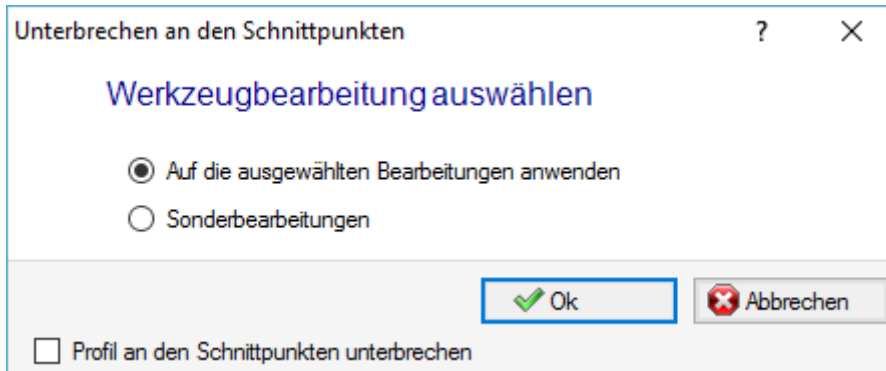 Unterbrechen an den Schnittpunkten ?
Werkzeugbearbeitung auswählen
Auf die ausgewählten Bearbeitungen anwenden
Sonderbearbeitungen
Ok Abbrechen
Profil an den Schnittpunkten unterbrechen